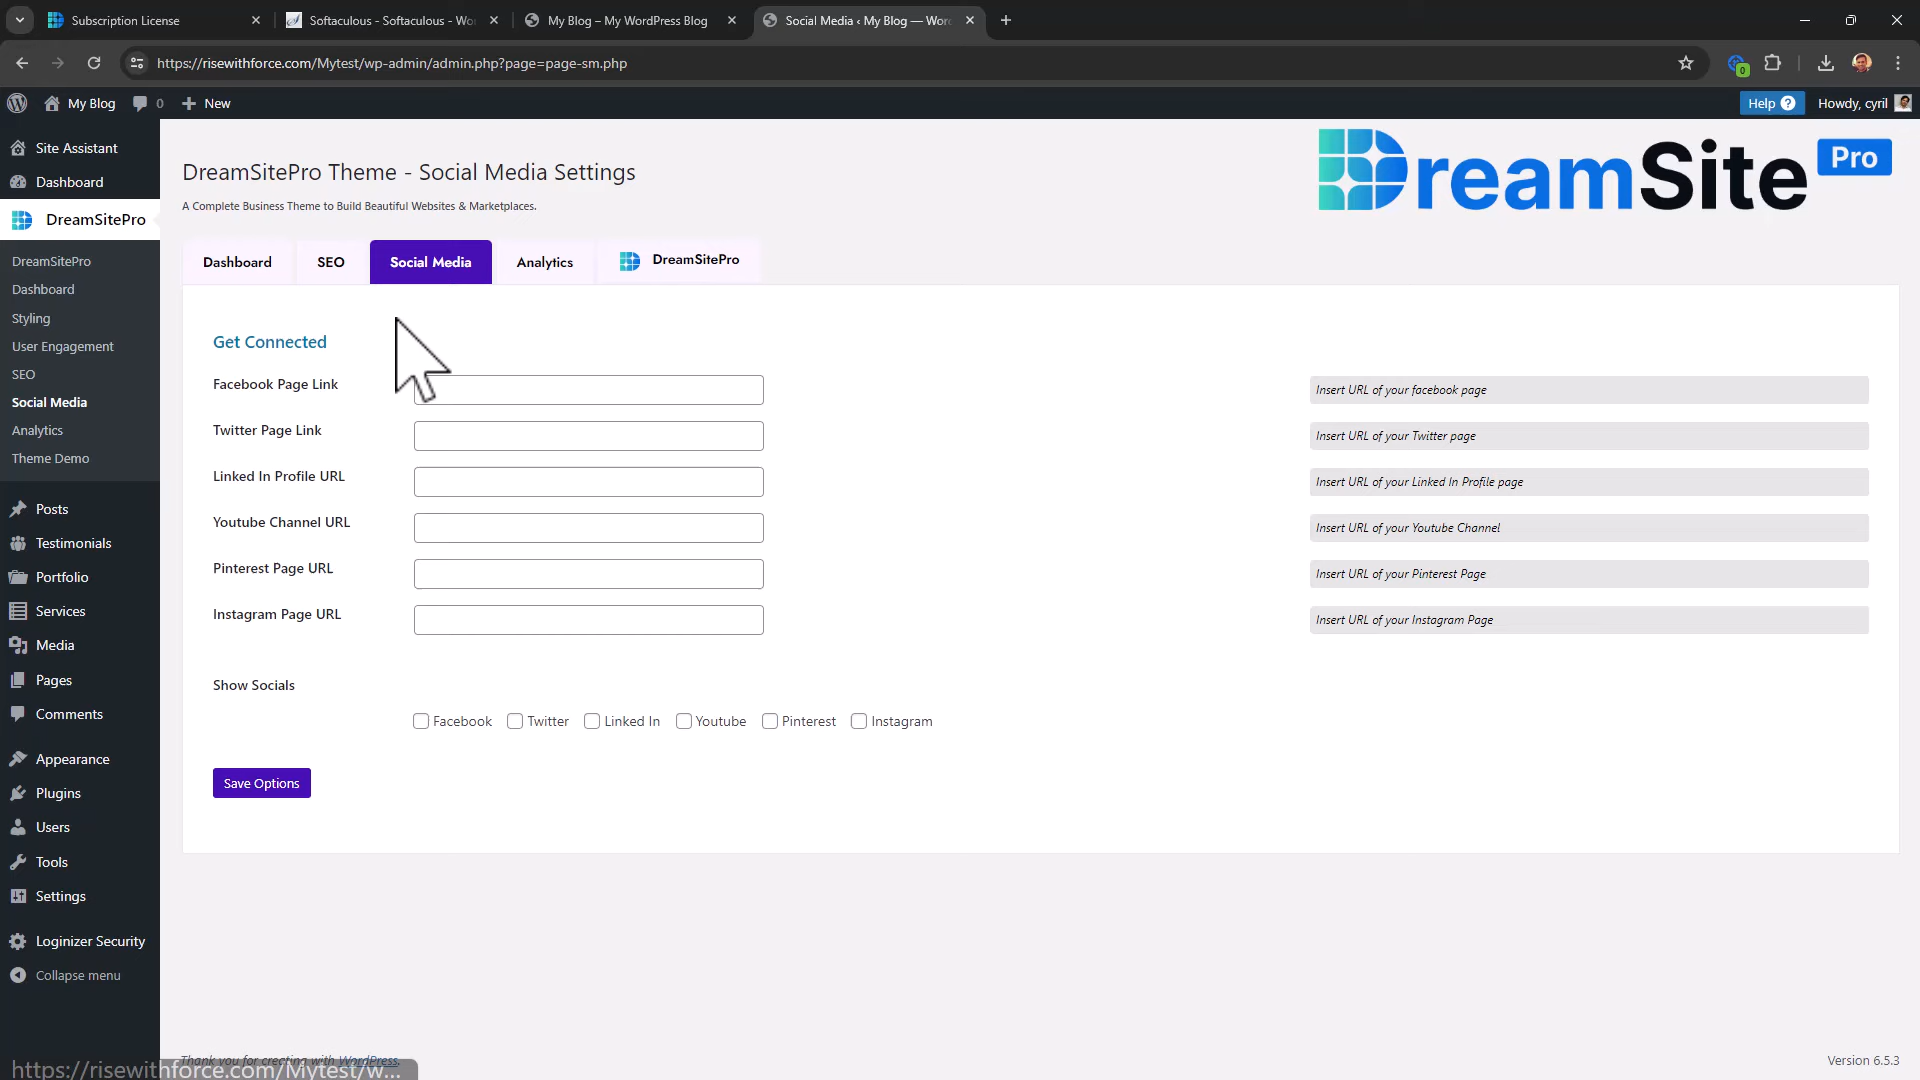 Subscription License
Softaculous - Softaculous - Wo
My Blog – My WordPress Blog
Social Media ‹ My Blog — Word
https://risewithforce.com/Mytest/wp-admin/admin.php?page=page-sm.php
0
My Blog
0
New
Help ?
Howdy, cyril
Site Assistant
Dashboard
DreamSitePro
DreamSitePro
Dashboard
Styling
User Engagement
SEO
Social Media
Analytics
Theme Demo
Posts
Testimonials
Portfolio
Services
Media
Pages
Comments
Appearance
Plugins
Users
Tools
Settings
Loginizer Security
Collapse menu
DreamSitePro Theme - Social Media Settings
A Complete Business Theme to Build Beautiful Websites & Marketplaces.
DreamSite Pro
Dashboard
SEO
Social Media
Analytics
DreamSitePro
Get Connected
Facebook Page Link
Insert URL of your facebook page
Twitter Page Link
Insert URL of your Twitter page
Linked In Profile URL
Insert URL of your Linked In Profile page
Youtube Channel URL
Insert URL of your Youtube Channel
Pinterest Page URL
Insert URL of your Pinterest Page
Instagram Page URL
Insert URL of your Instagram Page
Show Socials
Facebook Twitter Linked In Youtube Pinterest Instagram
Save Options
Thank you for creating with WordPress.
Version 6.5.3
https://risewithforce.com/Mytest/w...